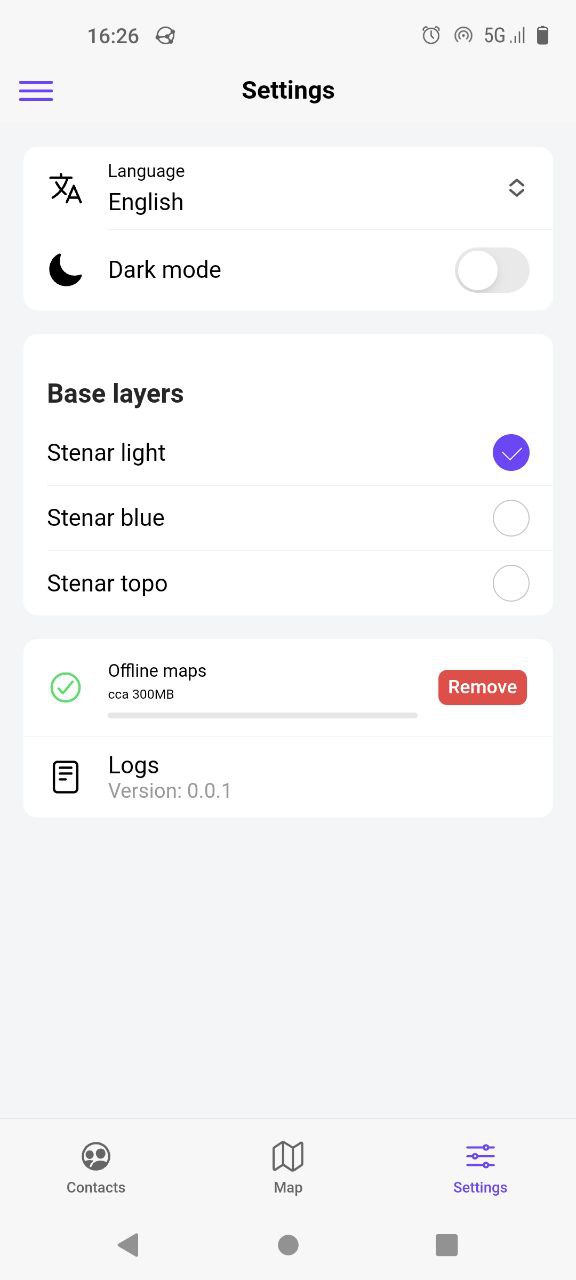 16:26
5G
Settings
Language
English
Dark mode
Base layers
Stenar light
Stenar blue
Stenar topo
Offline maps
cca 300MB
Remove
Logs
Version: 0.0.1
Contacts
Map
Settings